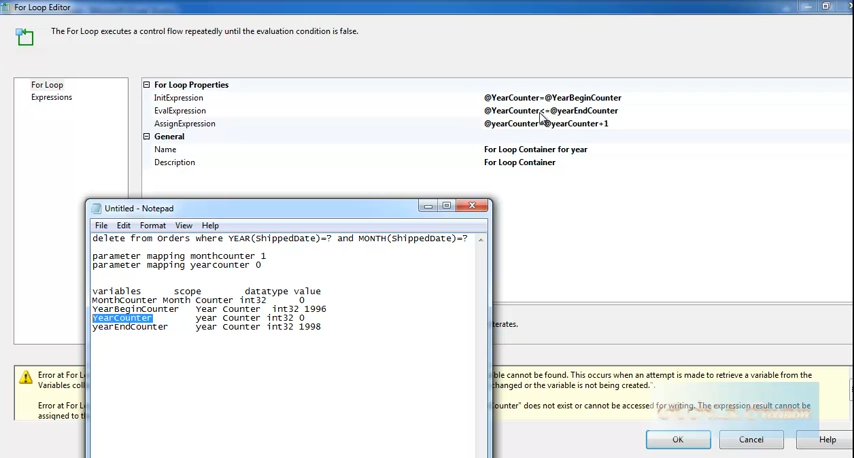 For Loop Editor
The For Loop executes a control flow repeatedly until the evaluation condition is false.
For Loop
Expressions
For Loop Properties
InitExpression @YearCounter=@YearBeginCounter
EvalExpression @YearCounter<=@yearEndCounter
AssignExpression @yearCounter=@yearCounter+1
General
Name For Loop Container for year
Description For Loop Container
Untitled - Notepad
File Edit Format View Help
delete from Orders where YEAR(ShippedDate)=? and MONTH(ShippedDate)=?
parameter mapping monthcounter 1
parameter mapping yearcounter 0
variables scope datatype value
MonthCounter Month Counter int32 0
YearBeginCounter Year Counter int32 1996
YearCounter year Counter int32 0
yearEndCounter year Counter int32 1998
iterates.
Error at For able cannot be found. This occurs when an attempt is made to retrieve a variable from the
Variables changed or the variable is not being created.".
Error at For Counter" does not exist or cannot be accessed for writing. The expression result cannot be
assigned to
OK Cancel Help